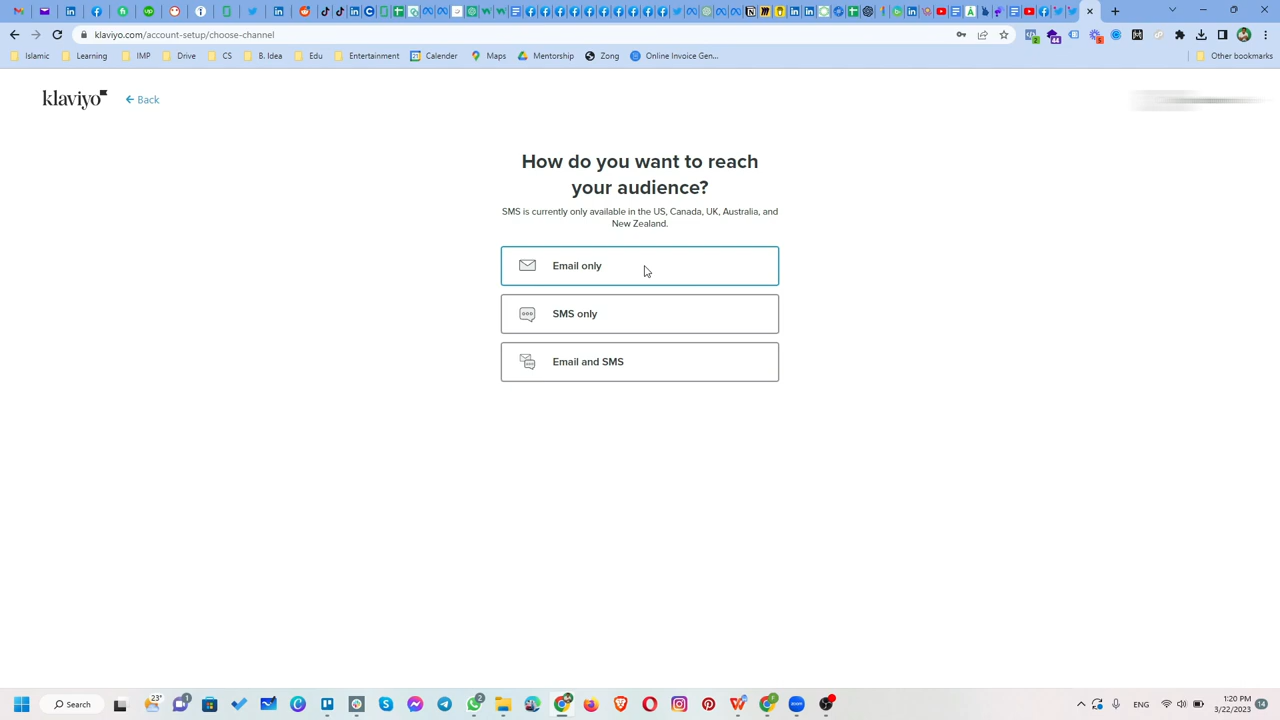 klaviyo.com/account-setup/choose-channel
Islamic Learning IMP Drive CS B. Idea Edu Entertainment Calender Maps Mentorship Zong Online Invoice Gen... Other bookmarks
klaviyo Back
How do you want to reach
your audience?
SMS is currently only available in the US, Canada, UK, Australia, and
New Zealand.
Email only
SMS only
Email and SMS
Search
23°
ENG
1:20 PM
3/22/2023